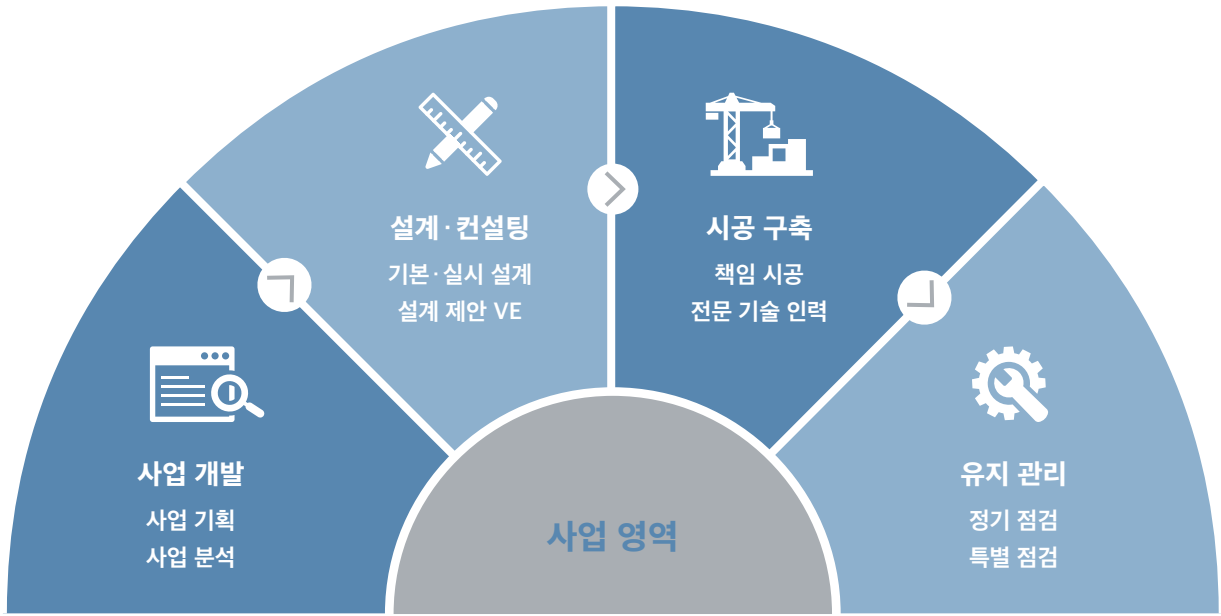 사업 개발
사업 기획
사업 분석
설계·컨설팅
기본·실시 설계
설계 제안 VE
시공 구축
책임 시공
전문 기술 인력
유지 관리
정기 점검
특별 점검
사업 영역